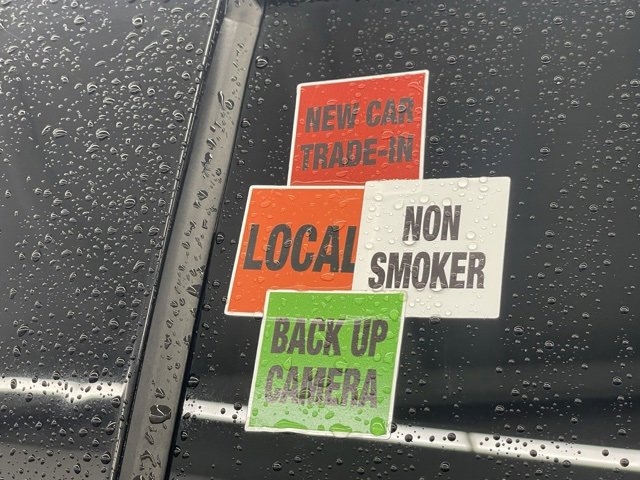 NEW CAR
TRADE-IN
LOCAL
NON
SMOKER
BACK UP
CAMERA